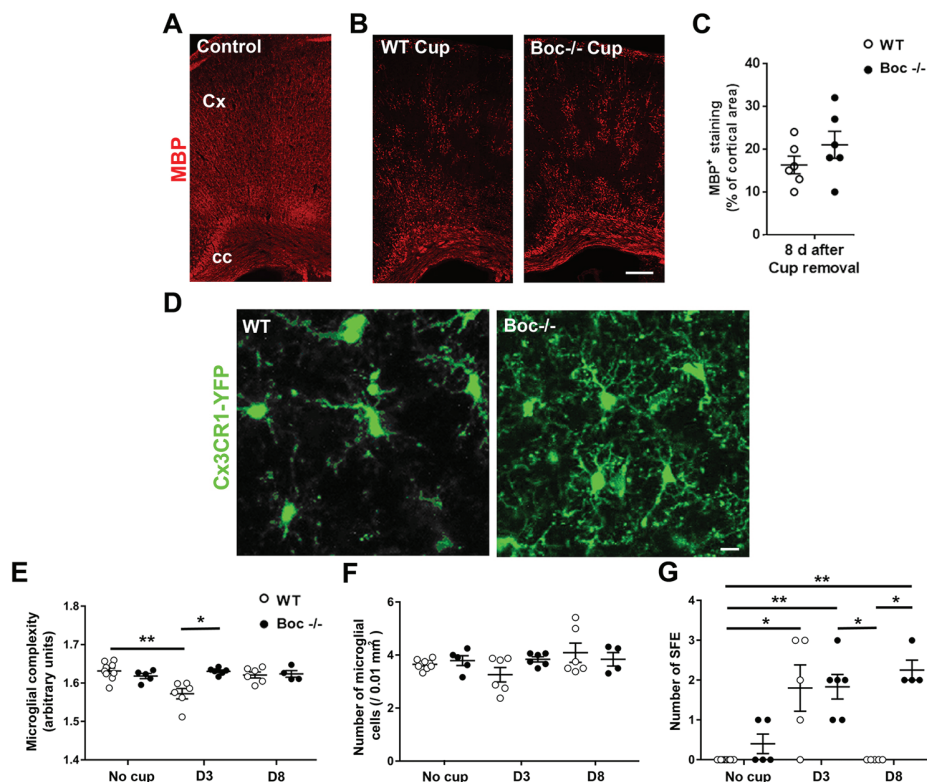 A
Control
Cx
cc
MBP
B
WT Cup
Boc-/- Cup
C
WT
Boc -/-
MBP⁺ staining
(% of cortical area)
40
30
20
10
0
8 d after
Cup removal
D
WT
Boc-/-
Cx3CR1-YFP
E
Microglial complexity
(arbitrary units)
1.8
1.7
1.6
1.5
1.4
**
*
WT
Boc -/-
No cup D3 D8
F
Number of microglial
cells (/ 0.01 mm²)
6
4
2
0
No cup D3 D8
G
Number of SFE
4
3
2
1
0
**
** *
* *
No cup D3 D8